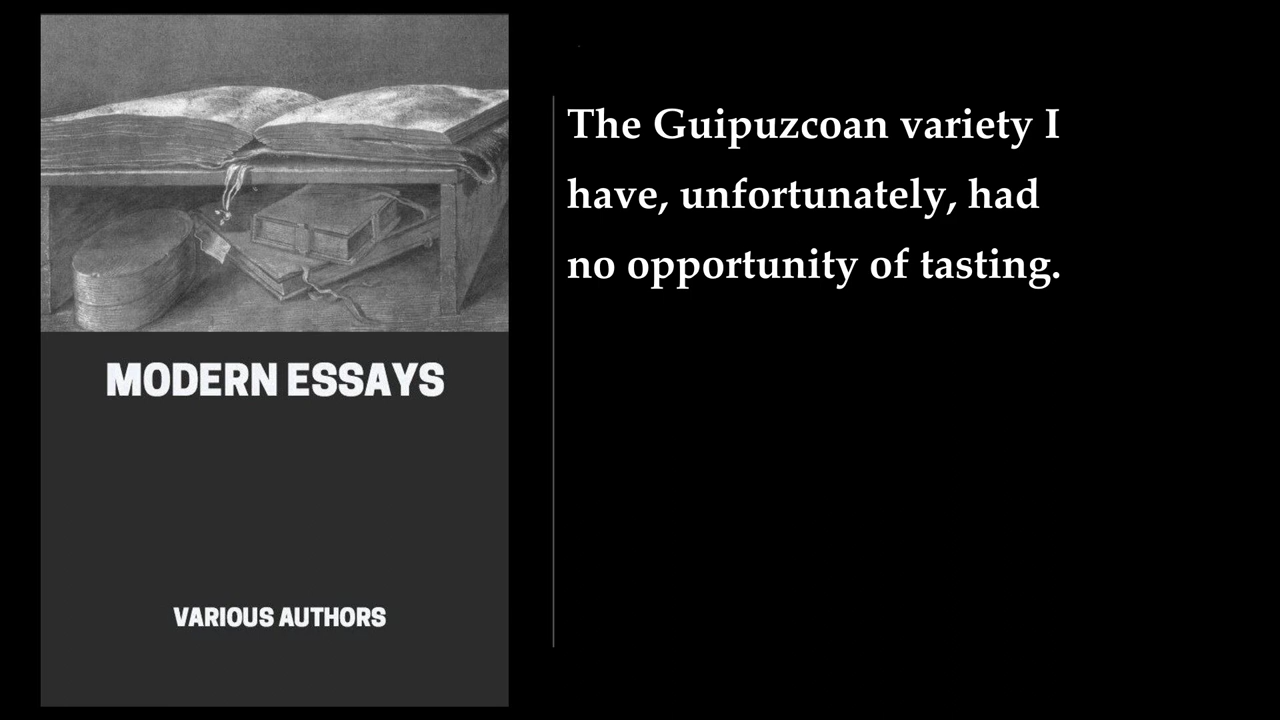 MODERN ESSAYS
VARIOUS AUTHORS
The Guipuzcoan variety I
have, unfortunately, had
no opportunity of tasting.